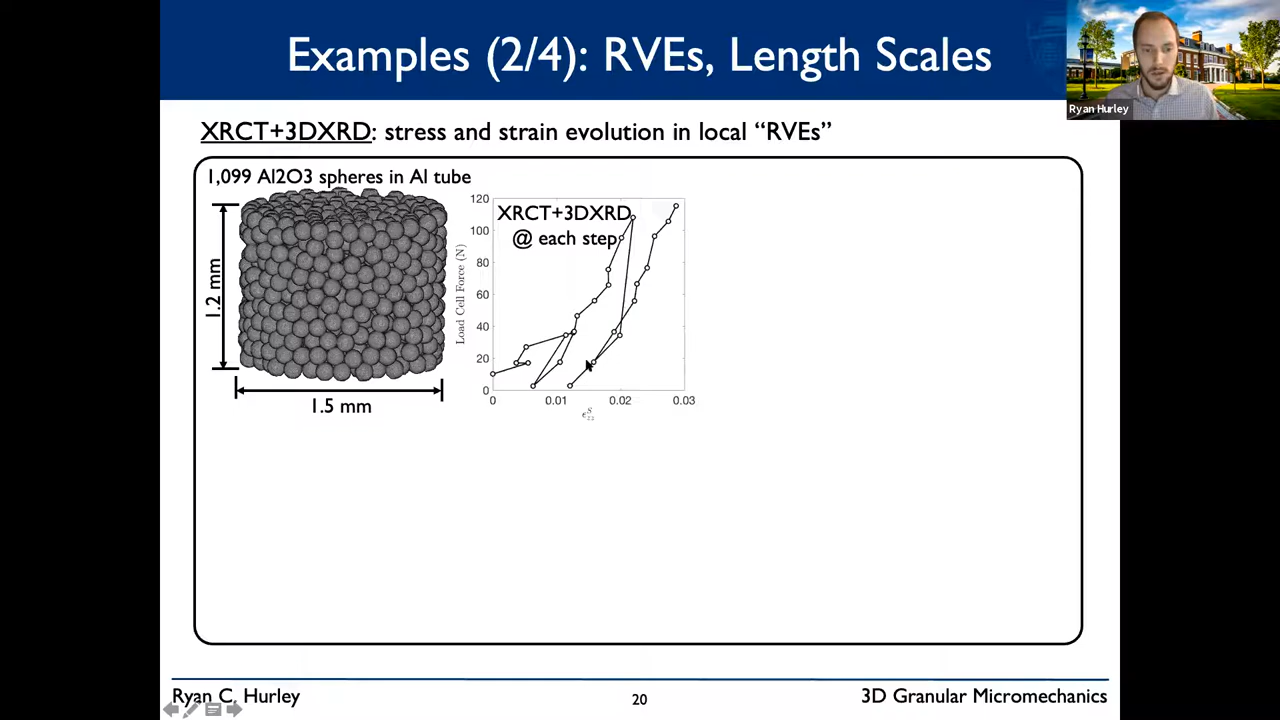 Examples (2/4): RVEs, Length Scales
Ryan Hurley
XRCT+3DXRD: stress and strain evolution in local “RVEs”
1,099 Al2O3 spheres in Al tube
1.2 mm
1.5 mm
XRCT+3DXRD
@ each step
Load Cell Force (N)
120
100
80
60
40
20
0
0 0.01 0.02 0.03
ϵ^S_zz
Ryan C. Hurley
20
3D Granular Micromechanics